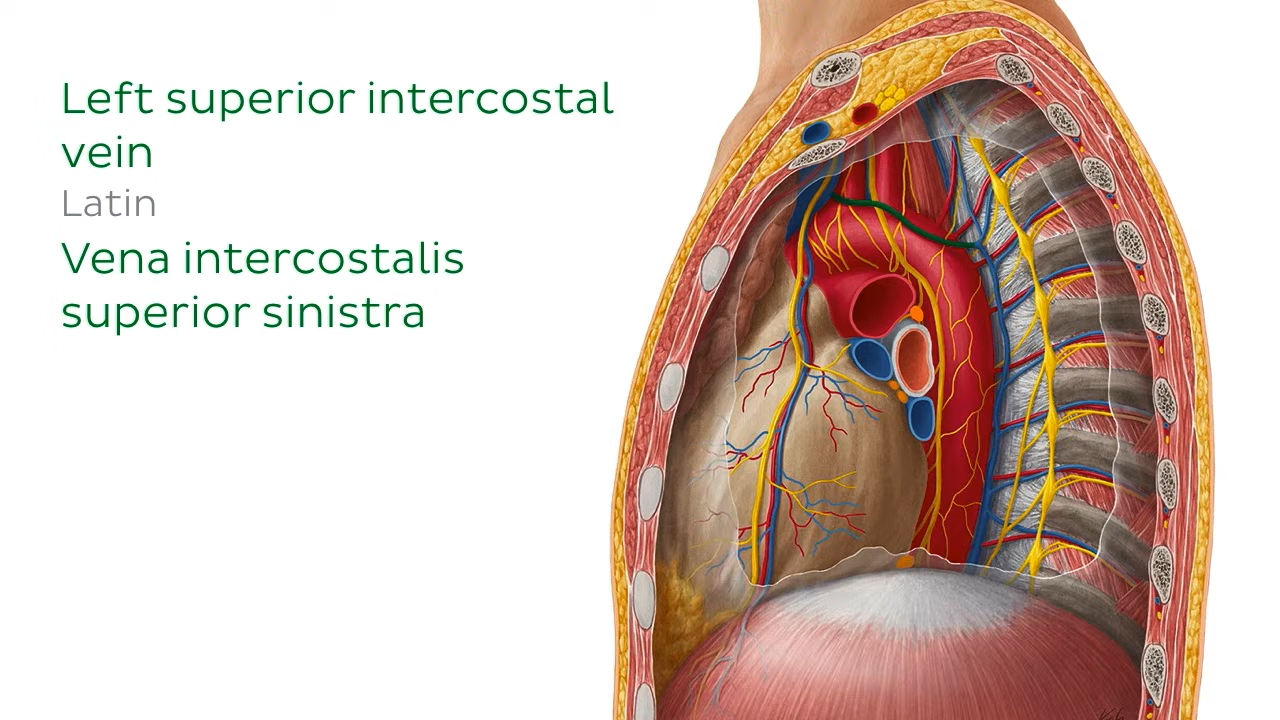 Left superior intercostal
vein
Latin
Vena intercostalis
superior sinistra